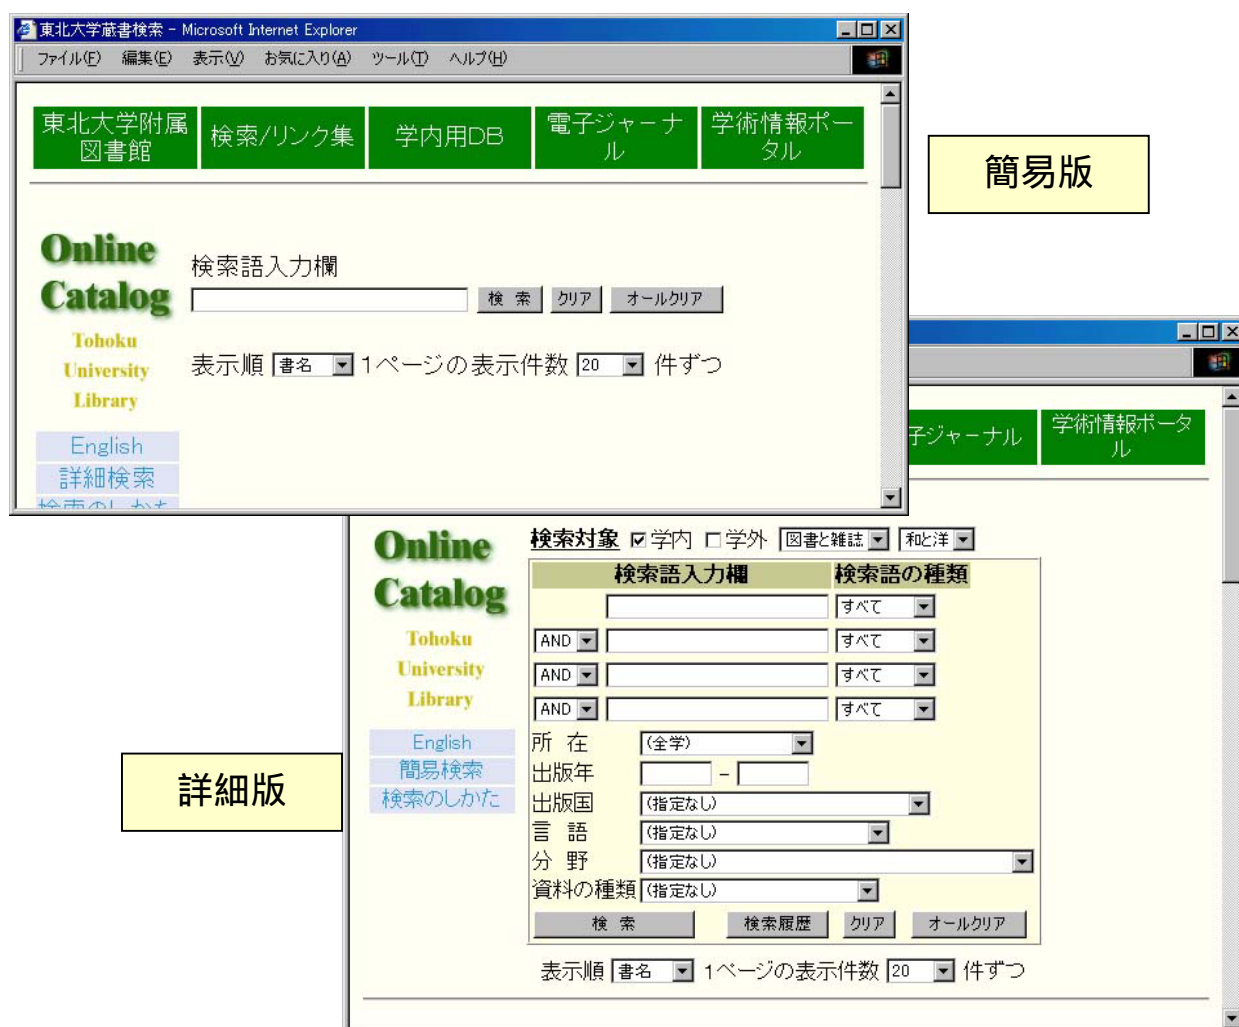 東北大学蔵書検索 - Microsoft Internet Explorer
ファイル(F) 編集(E) 表示(V) お気に入り(A) ツール(T) ヘルプ(H)
東北大学附属
図書館
検索/リンク集
学内用DB
電子ジャーナ
ル
学術情報ポー
タル
簡易版
Online
Catalog
Tohoku
University
Library
English
詳細検索
検索のしかた
検索語入力欄
検 索 クリア オールクリア
表示順 書名 1ページの表示件数 20 件ずつ
子ジャーナル
学術情報ポータ
ル
詳細版
Online
Catalog
Tohoku
University
Library
English
簡易検索
検索のしかた
検索対象 学内 学外 図書と雑誌 和と洋
検索語入力欄 検索語の種類
すべて
AND すべて
AND すべて
AND すべて
所 在 (全学)
出版年 -
出版国 (指定なし)
言 語 (指定なし)
分 野 (指定なし)
資料の種類 (指定なし)
検 索 検索履歴 クリア オールクリア
表示順 書名 1ページの表示件数 20 件ずつ